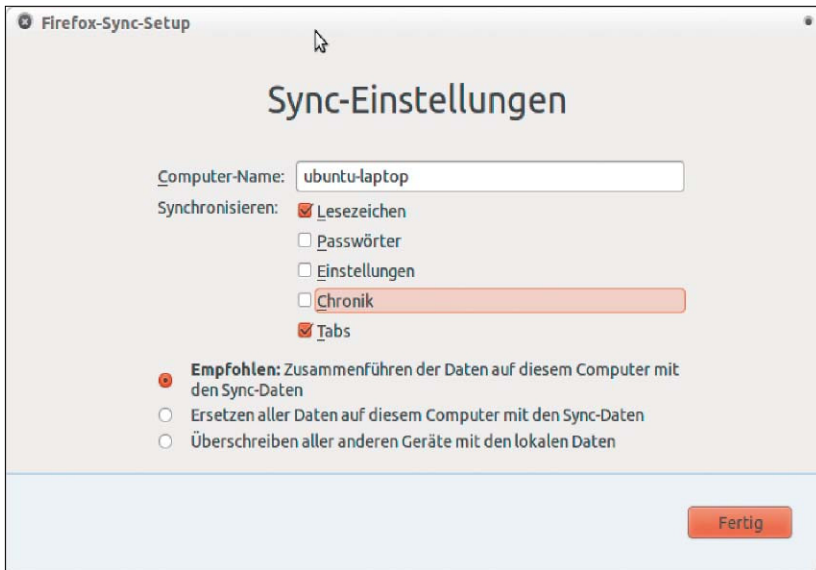 Firefox-Sync-Setup
Sync-Einstellungen
Computer-Name: ubuntu-laptop
Synchronisieren: Lesezeichen
Passwörter
Einstellungen
Chronik
Tabs
Empfohlen: Zusammenführen der Daten auf diesem Computer mit
den Sync-Daten
Ersetzen aller Daten auf diesem Computer mit den Sync-Daten
Überschreiben aller anderen Geräte mit den lokalen Daten
Fertig